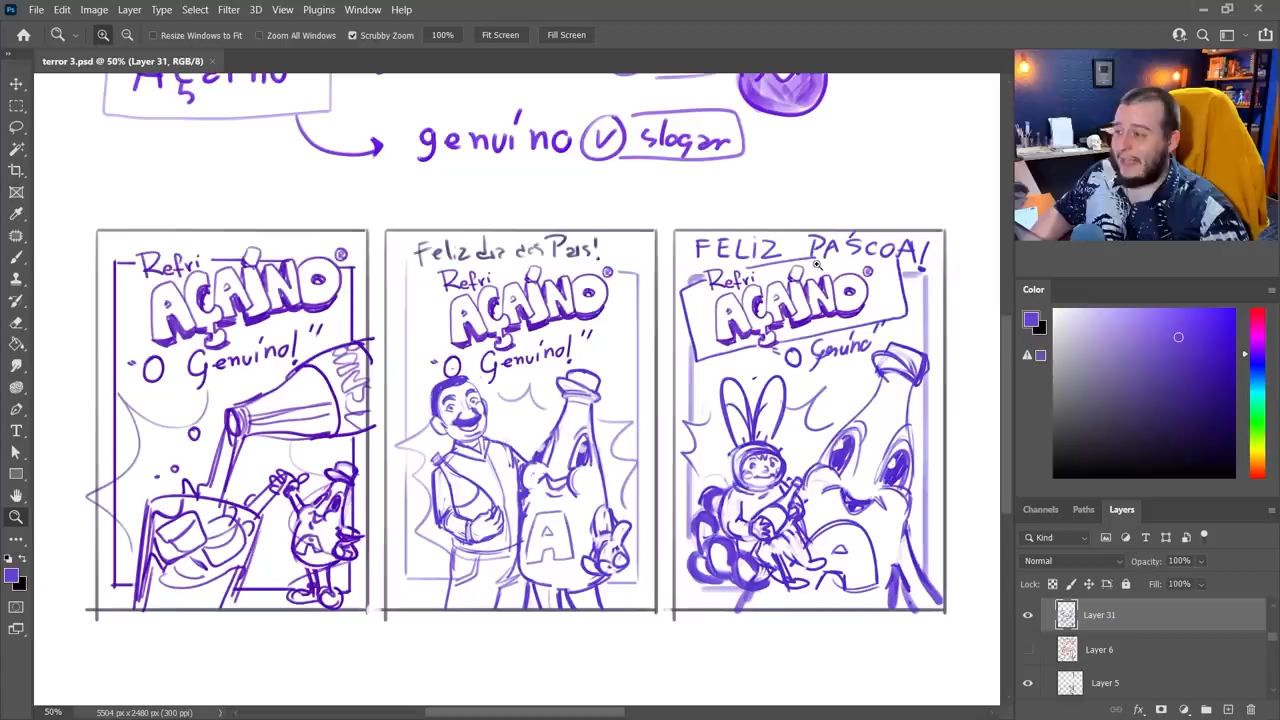 Ps File Edit Image Layer Type Select Filter 3D View Plugins Window Help
Resize Windows to Fit Zoom All Windows Scrubby Zoom 100% Fit Screen Fill Screen
terror 3.psd @ 50% (Layer 31, RGB/8)
Açaíno
genuíno V slogan
Refri
AÇAÍNO ®
"O Genuíno!"
A
Feliz dia dos Pais!
Refri
AÇAÍNO ®
"O Genuíno!"
A
FELIZ PÁSCOA!
Refri
AÇAÍNO ®
"O Genuíno"
A
Color
Channels Paths Layers
Kind
Normal Opacity: 100%
Lock: Fill: 100%
Layer 31
Layer 6
Layer 5
fx
50% 5504 px x 2480 px (300 ppi)